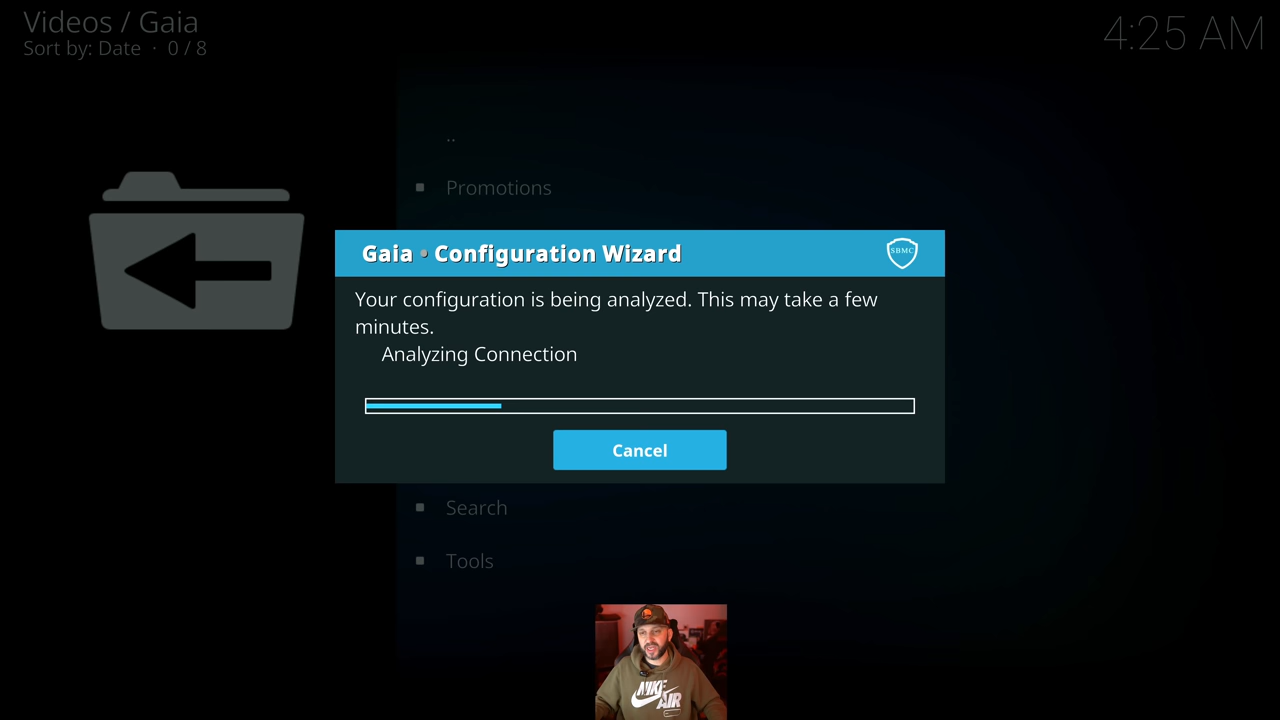 Videos / Gaia
Sort by: Date · 0 / 8
4:25 AM
..
Promotions
Gaia • Configuration Wizard
SBMC
Your configuration is being analyzed. This may take a few
minutes.
Analyzing Connection
Cancel
Search
Tools
NIKE
AIR